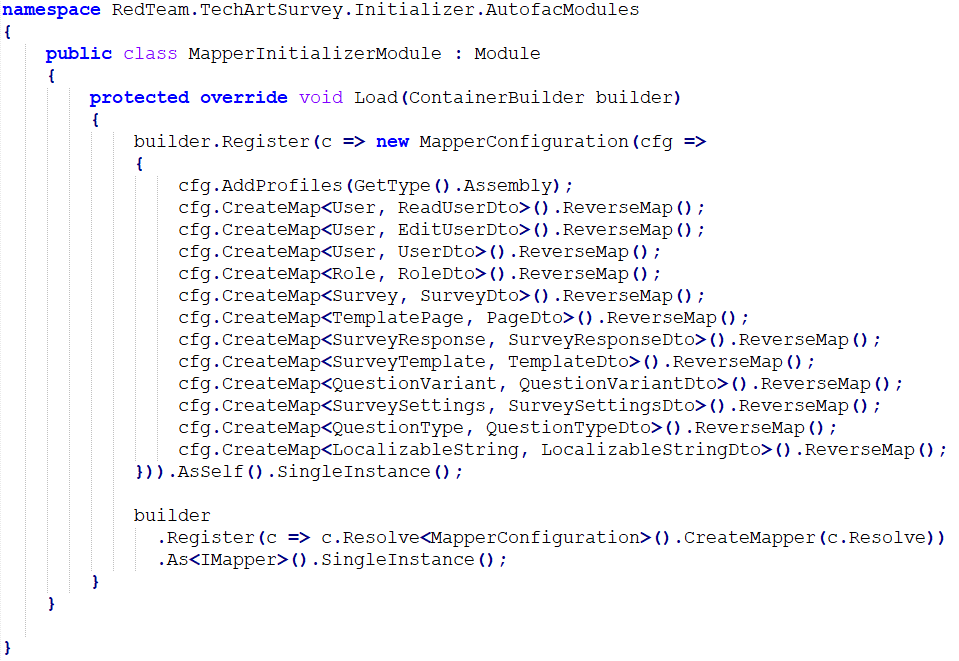 namespace RedTeam.TechArtSurvey.Initializer.AutofacModules
{
    public class MapperInitializerModule : Module
    {
        protected override void Load(ContainerBuilder builder)
        {
            builder.Register(c => new MapperConfiguration(cfg =>
            {
                cfg.AddProfiles(GetType().Assembly);
                cfg.CreateMap<User, ReadUserDto>().ReverseMap();
                cfg.CreateMap<User, EditUserDto>().ReverseMap();
                cfg.CreateMap<User, UserDto>().ReverseMap();
                cfg.CreateMap<Role, RoleDto>().ReverseMap();
                cfg.CreateMap<Survey, SurveyDto>().ReverseMap();
                cfg.CreateMap<TemplatePage, PageDto>().ReverseMap();
                cfg.CreateMap<SurveyResponse, SurveyResponseDto>().ReverseMap();
                cfg.CreateMap<SurveyTemplate, TemplateDto>().ReverseMap();
                cfg.CreateMap<QuestionVariant, QuestionVariantDto>().ReverseMap();
                cfg.CreateMap<SurveySettings, SurveySettingsDto>().ReverseMap();
                cfg.CreateMap<QuestionType, QuestionTypeDto>().ReverseMap();
                cfg.CreateMap<LocalizableString, LocalizableStringDto>().ReverseMap();
            })).AsSelf().SingleInstance();

            builder
              .Register(c => c.Resolve<MapperConfiguration>().CreateMapper(c.Resolve))
              .As<IMapper>().SingleInstance();
        }
    }

}